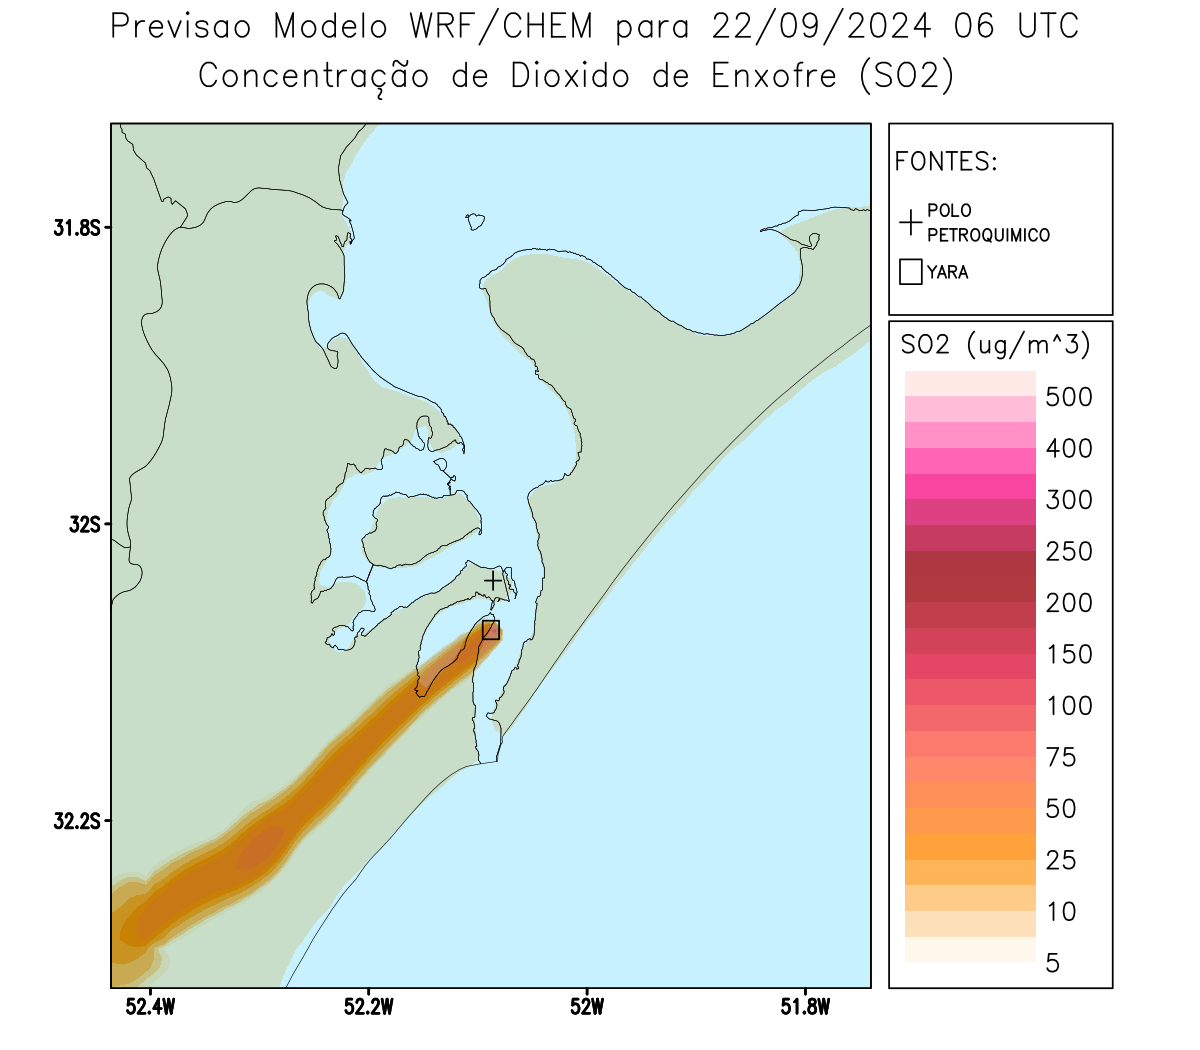 Previsao Modelo WRF/CHEM para 22/09/2024 06 UTC
Concentração de Dioxido de Enxofre (SO2)
FONTES:
POLO
PETROQUIMICO
YARA
SO2 (ug/m^3)
500
400
300
250
200
150
100
75
50
25
10
5
31.8S
32S
32.2S
52.4W
52.2W
52W
51.8W